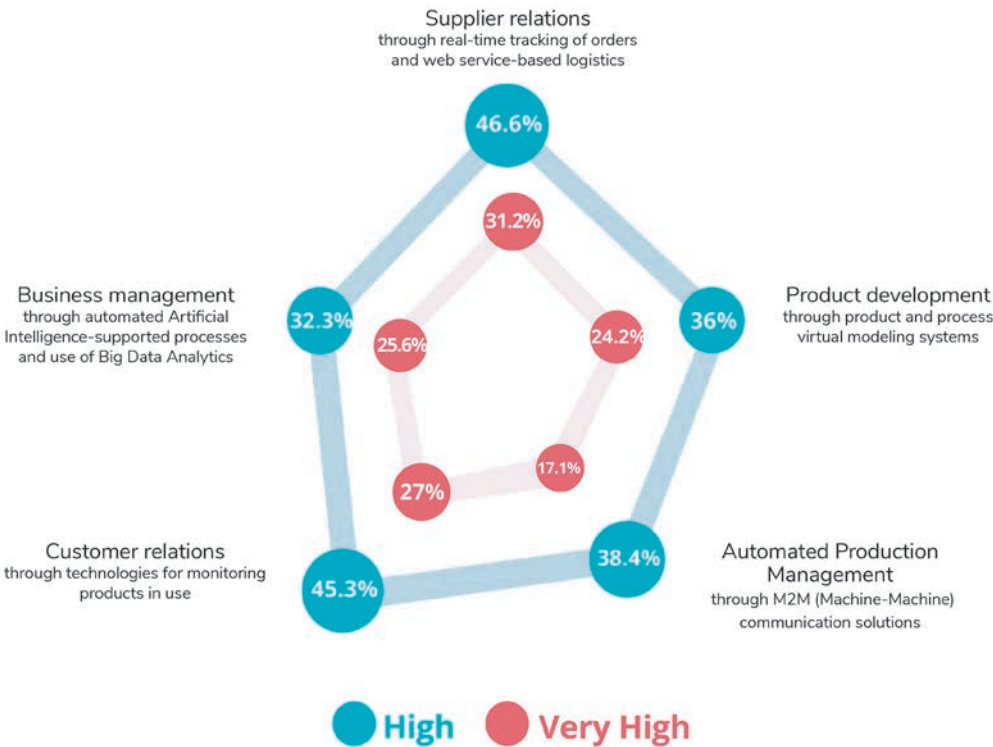 Supplier relations
through real-time tracking of orders
and web service-based logistics
46.6%
31.2%
Business management
through automated Artificial
Intelligence-supported processes
and use of Big Data Analytics
32.3%
25.6%
24.2%
36%
Product development
through product and process
virtual modeling systems
27%
17.1%
Customer relations
through technologies for monitoring
products in use
45.3%
38.4%
Automated Production
Management
through M2M (Machine-Machine)
communication solutions
High
Very High